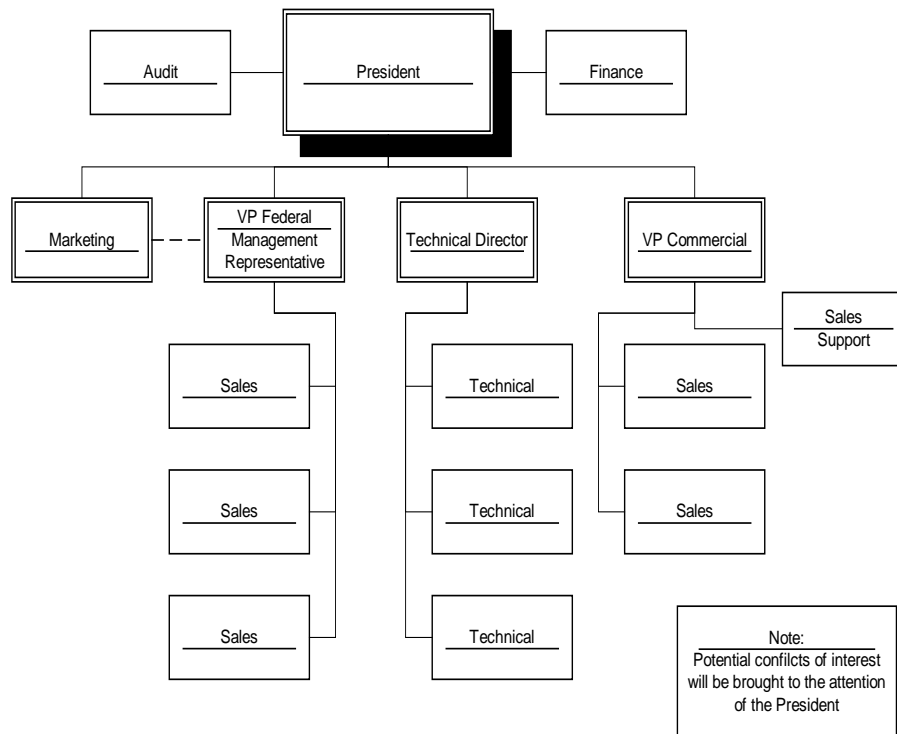 Audit
President
Finance
Marketing
VP Federal
Management
Representative
Technical Director
VP Commercial
Sales
Support
Sales
Technical
Sales
Sales
Technical
Sales
Sales
Technical
Note:
Potential confilcts of interest
will be brought to the attention
of the President